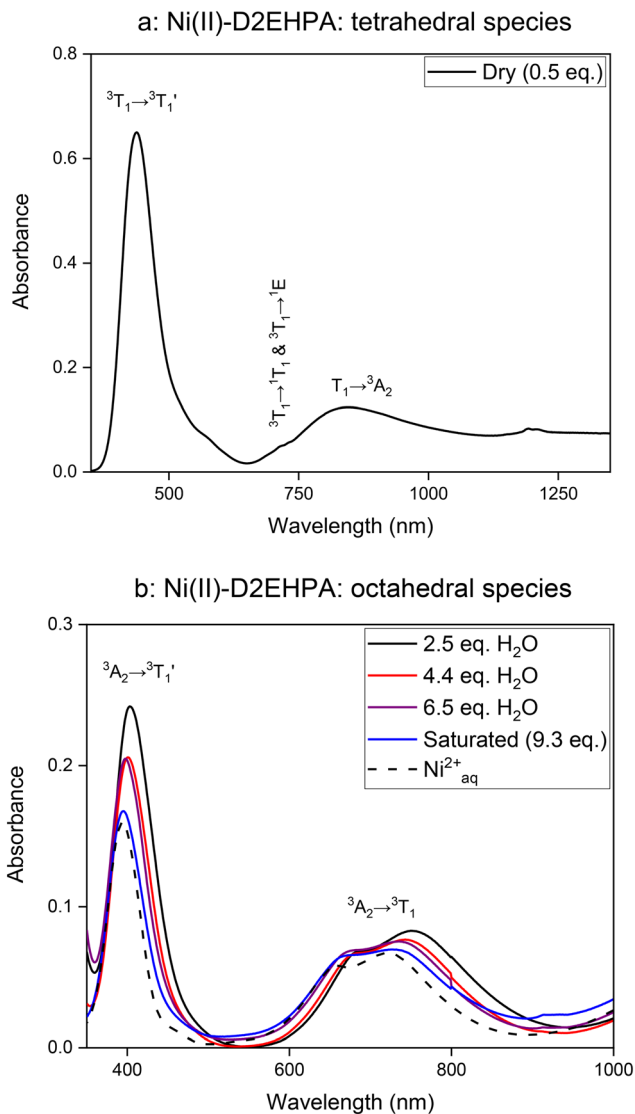 a: Ni(II)-D2EHPA: tetrahedral species
Dry (0.5 eq.)
³T₁→³T₁'
³T₁→¹T₁ & ³T₁→¹E
T₁→³A₂
0.8
0.6
0.4
0.2
0.0
Absorbance
500 750 1000 1250
Wavelength (nm)
b: Ni(II)-D2EHPA: octahedral species
2.5 eq. H₂O
4.4 eq. H₂O
6.5 eq. H₂O
Saturated (9.3 eq.)
Ni²⁺aq
³A₂→³T₁'
³A₂→³T₁
0.3
0.2
0.1
0.0
Absorbance
400 600 800 1000
Wavelength (nm)